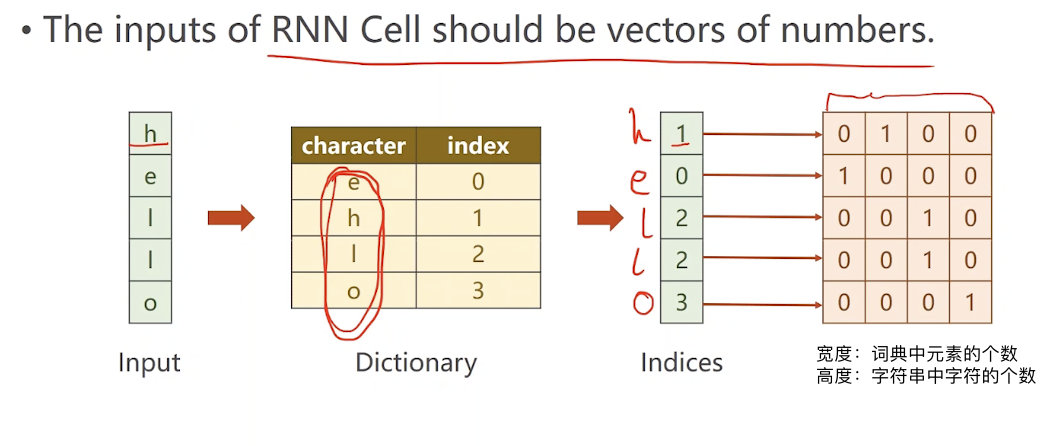 • The inputs of RNN Cell should be vectors of numbers.
h
e
l
l
o
Input
character index
e 0
h 1
l 2
o 3
Dictionary
h 1
e 0
l 2
l 2
o 3
Indices
0 1 0 0
1 0 0 0
0 0 1 0
0 0 1 0
0 0 0 1
宽度：词典中元素的个数
高度：字符串中字符的个数